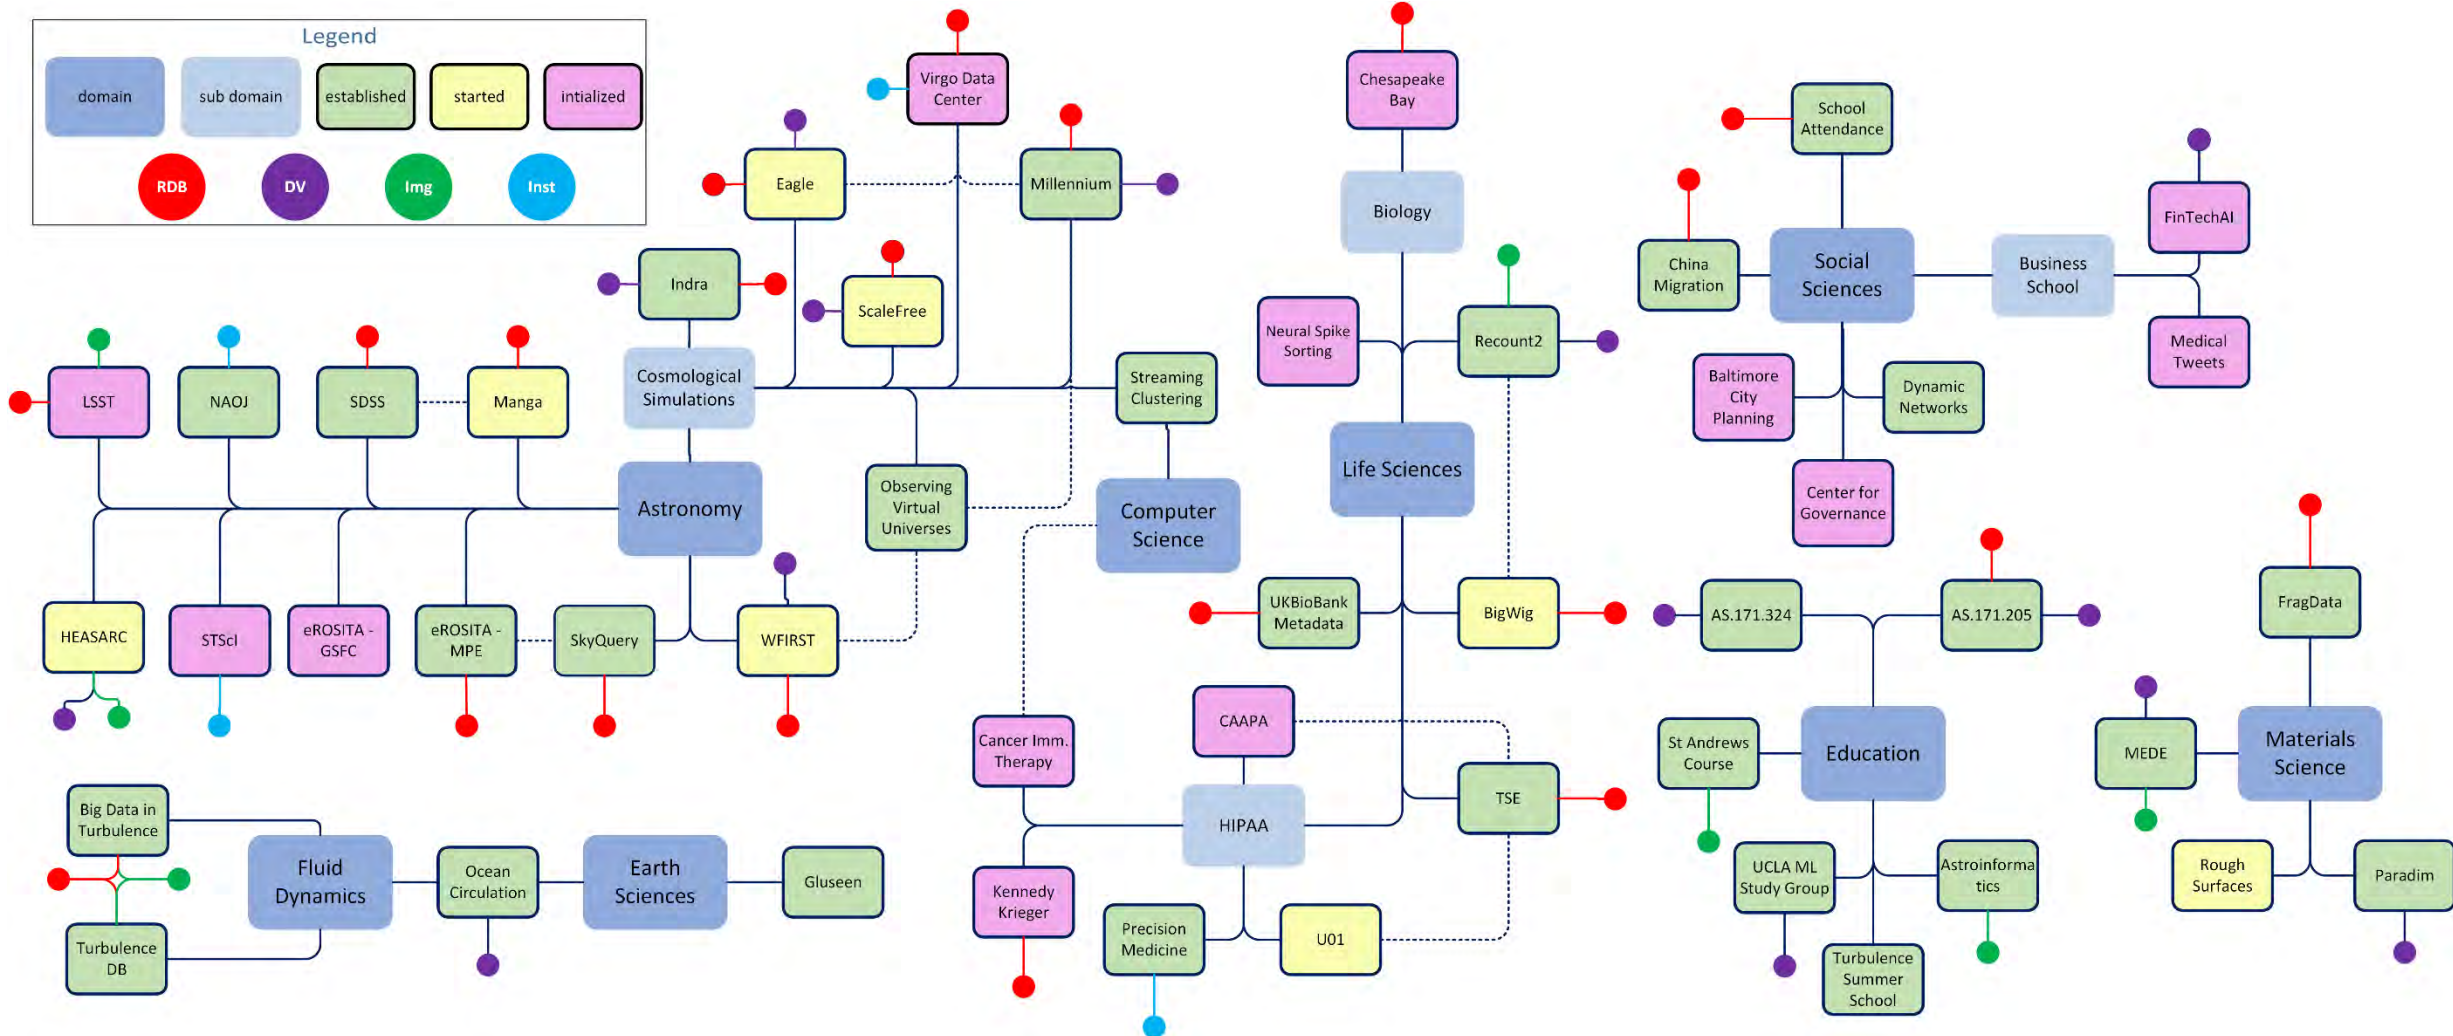 Legend
domain
sub domain
established
started
intialized
RDB
DV
Img
Inst
Virgo Data
Center
Eagle
Millennium
Indra
ScaleFree
LSST
NAOJ
SDSS
Manga
Cosmological
Simulations
Streaming
Clustering
Astronomy
Observing
Virtual
Universes
Computer
Science
HEASARC
STScI
eROSITA -
GSFC
eROSITA -
MPE
SkyQuery
WFIRST
Big Data in
Turbulence
Turbulence
DB
Fluid
Dynamics
Ocean
Circulation
Earth
Sciences
Gluseen
Chesapeake
Bay
Biology
Neural Spike
Sorting
Recount2
Life Sciences
UKBioBank
Metadata
BigWig
CAAPA
Cancer Imm.
Therapy
HIPAA
TSE
Kennedy
Krieger
Precision
Medicine
U01
School
Attendance
China
Migration
Social
Sciences
Business
School
FinTechAI
Medical
Tweets
Baltimore
City
Planning
Dynamic
Networks
Center for
Governance
AS.171.324
AS.171.205
St Andrews
Course
Education
UCLA ML
Study Group
Astroinforma
tics
Turbulence
Summer
School
FragData
MEDE
Materials
Science
Rough
Surfaces
Paradim